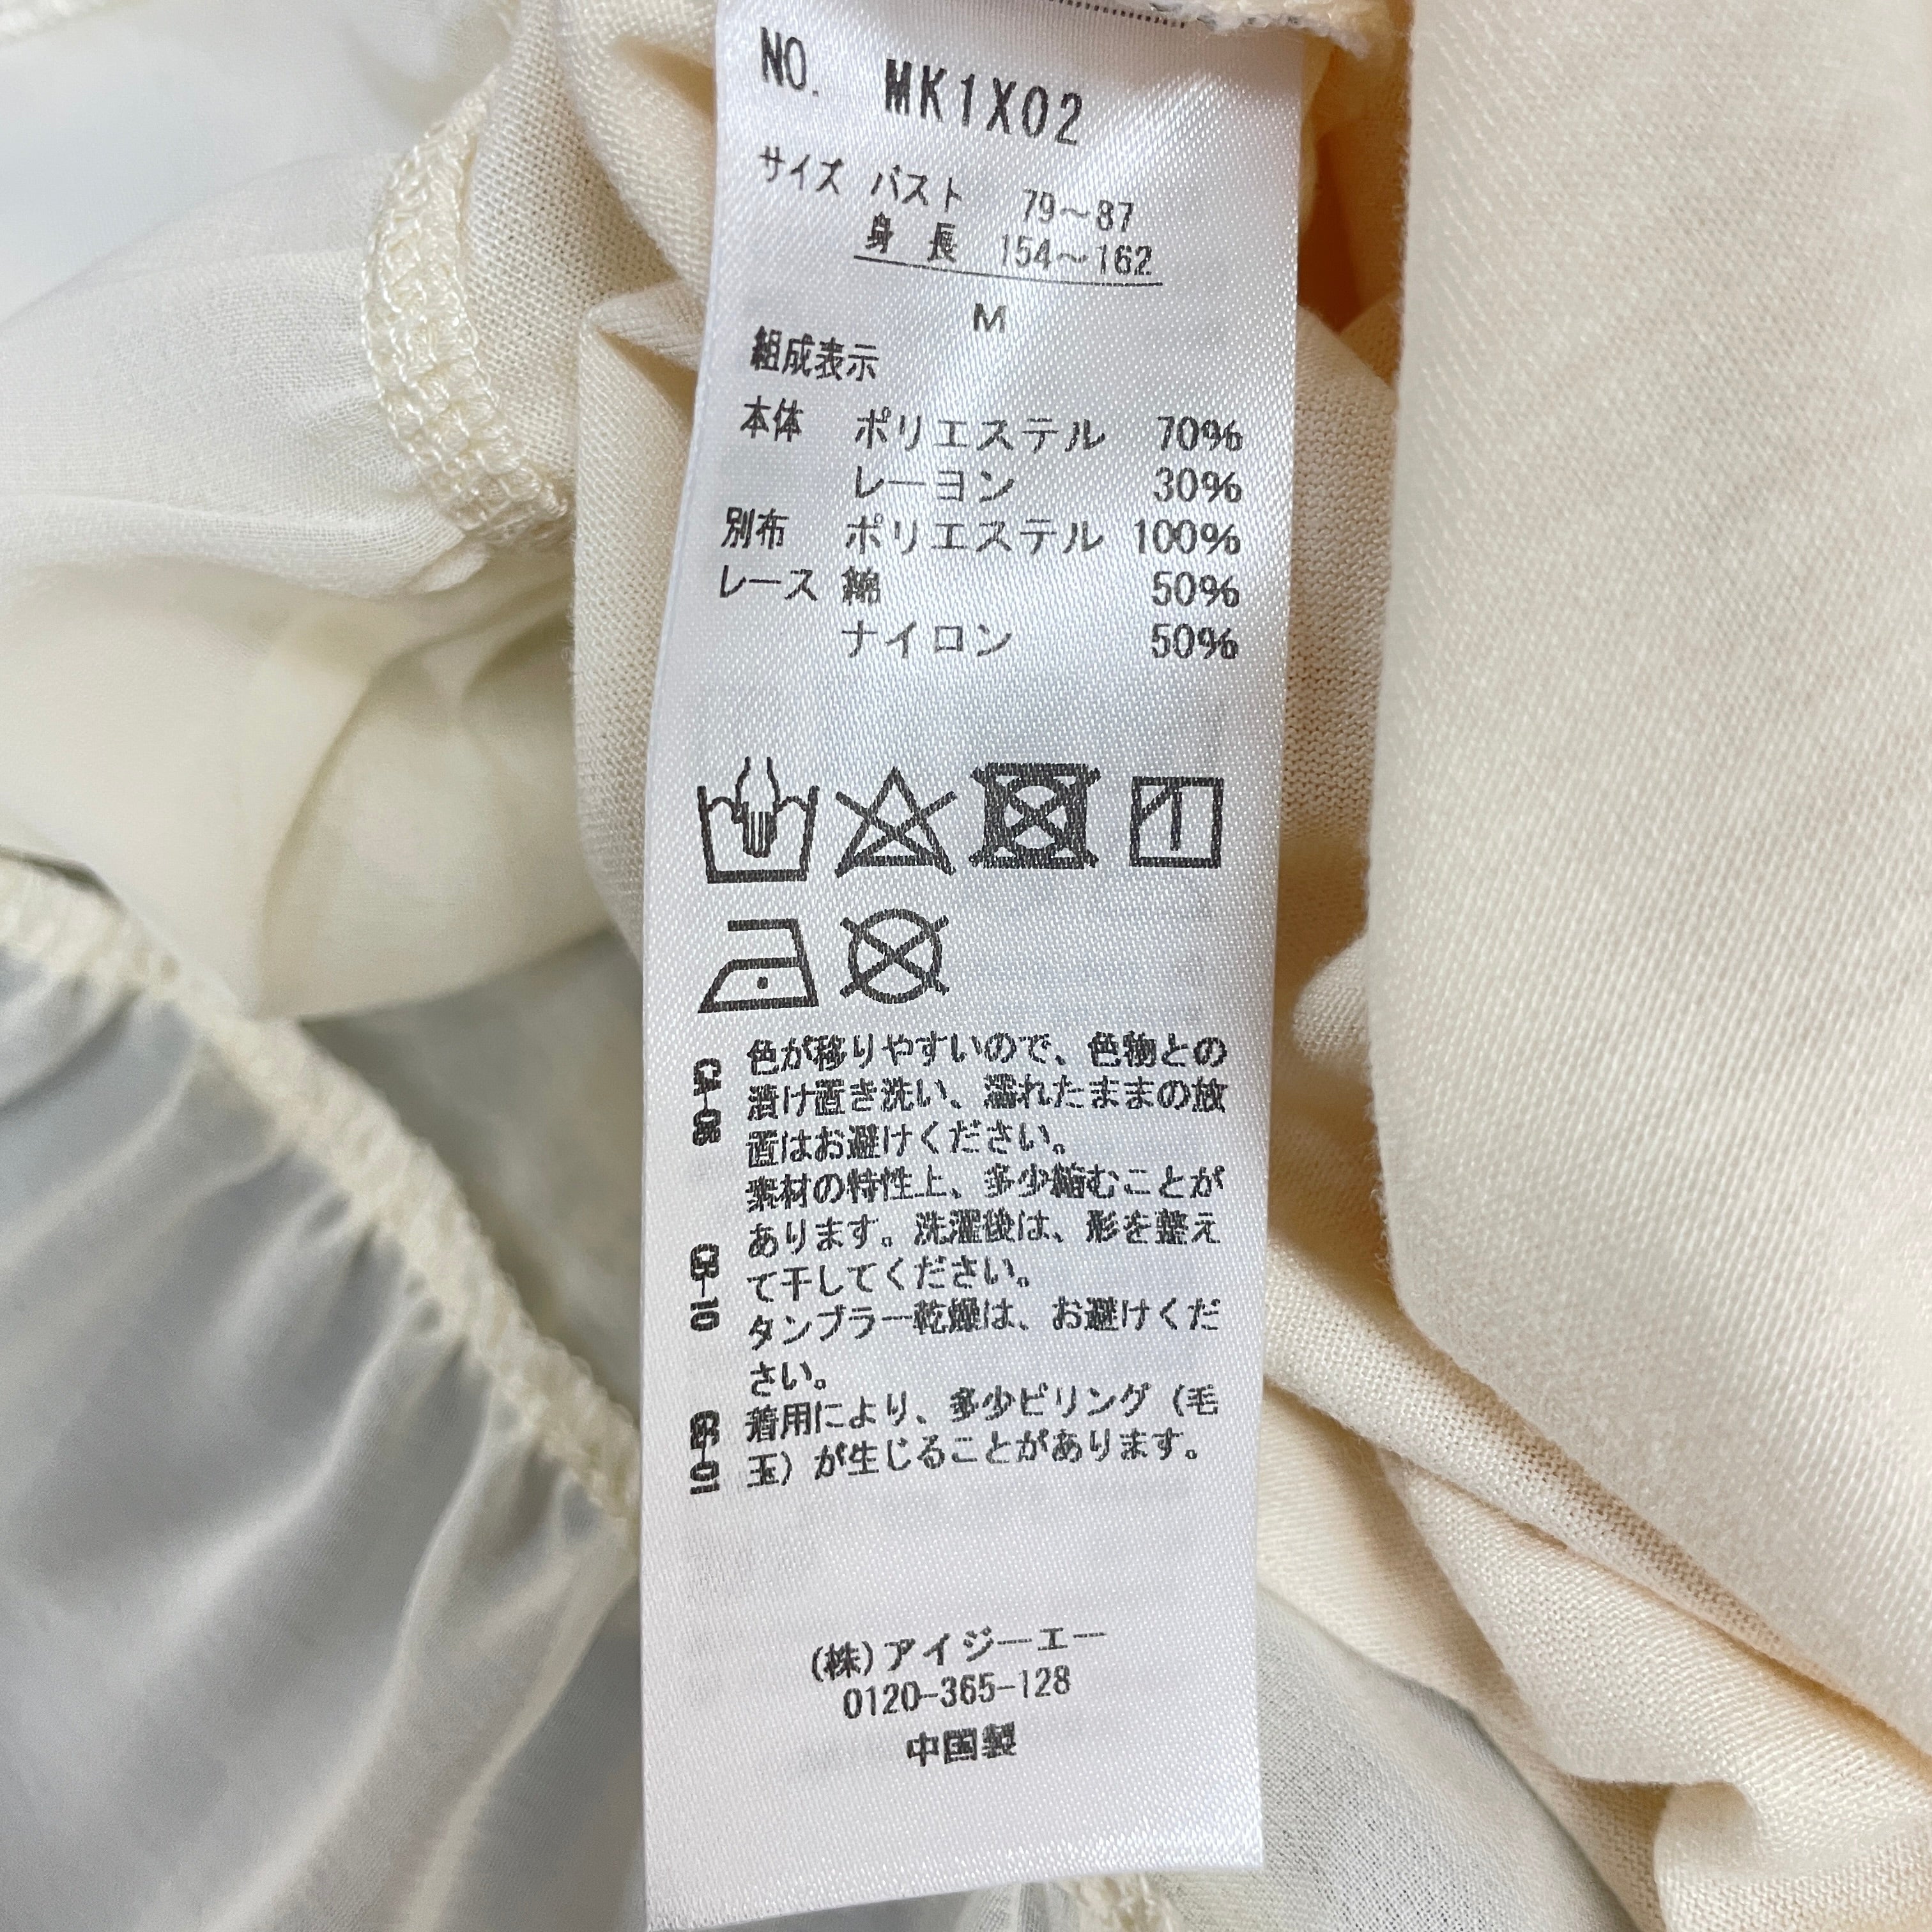 NO. MK1X02
サイズ バスト 79～87
身長 154～162
M
組成表示
本体 ポリエステル 70%
レーヨン 30%
別布 ポリエステル 100%
レース 綿 50%
ナイロン 50%
CA-06 色が移りやすいので、色物との
漬け置き洗い、濡れたままの放
置はお避けください。
素材の特性上、多少縮むことが
あります。洗濯後は、形を整え
CK-10 て干してください。
タンブラー乾燥は、お避けくだ
さい。
着用により、多少ピリング（毛
玉）が生じることがあります。
(株)アイジーエー
0120-365-128
中国製